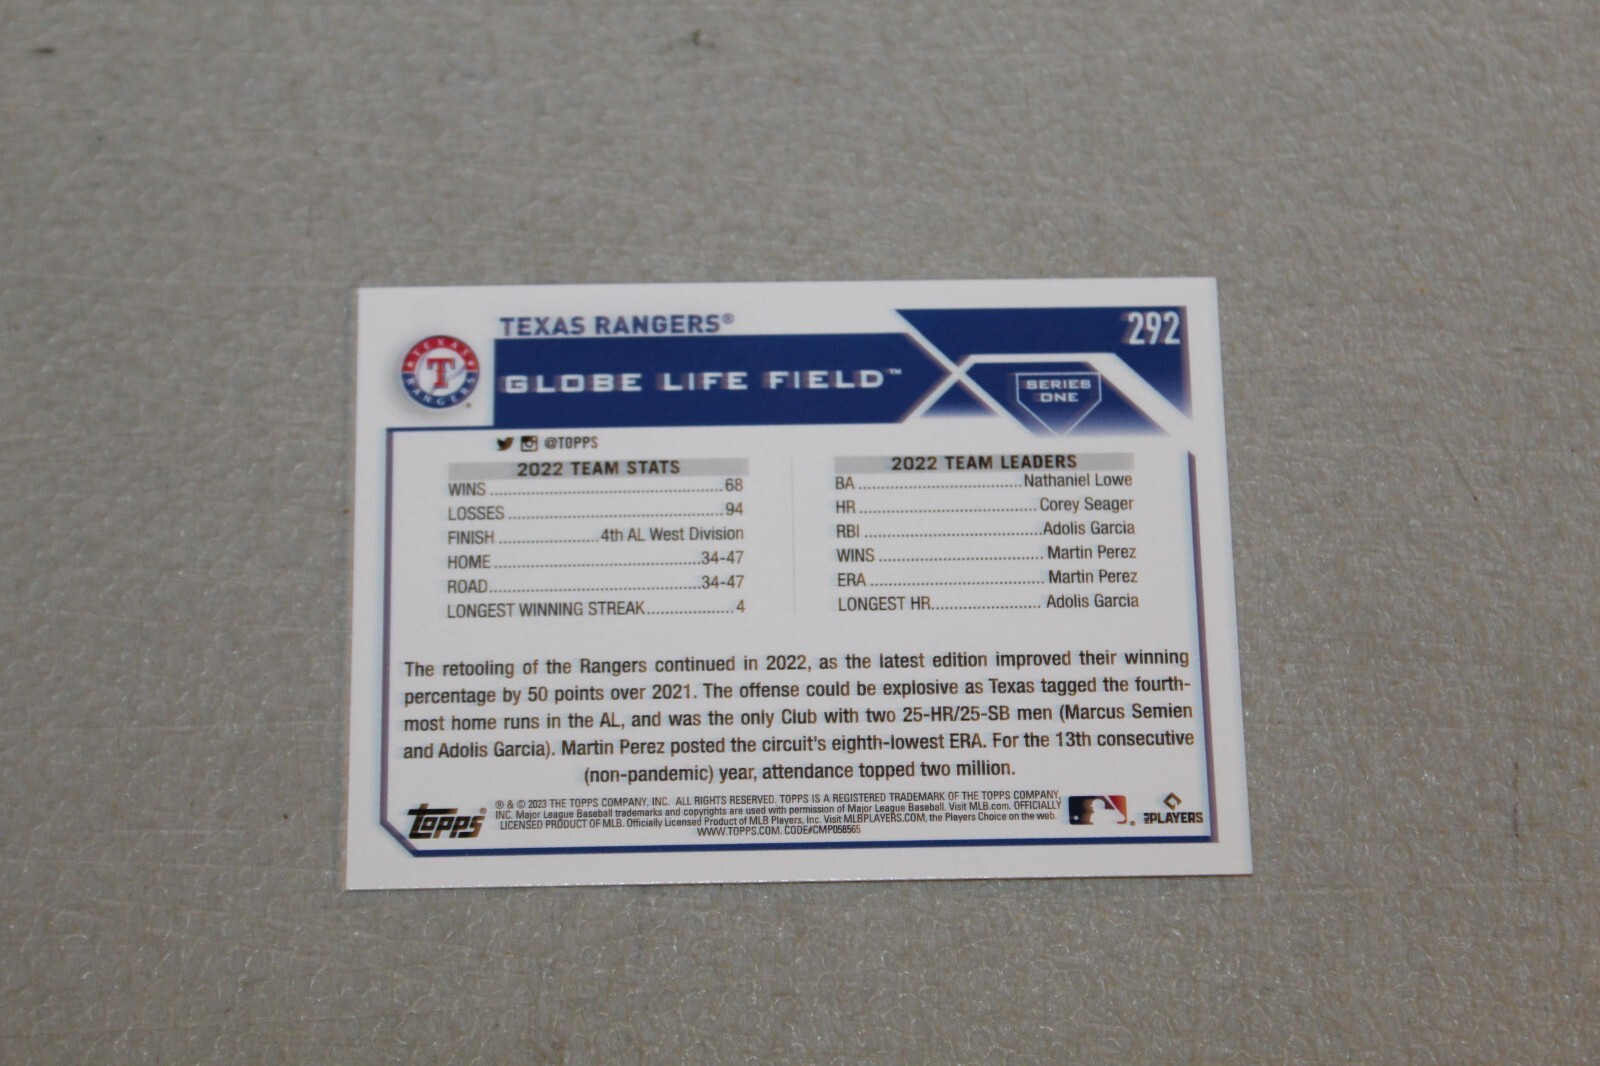 TEXAS RANGERS®
292
TEXAS
T
RANGERS
GLOBE LIFE FIELD™
SERIES
ONE
@TOPPS
2022 TEAM STATS
WINS 68
LOSSES 94
FINISH 4th AL West Division
HOME 34-47
ROAD 34-47
LONGEST WINNING STREAK 4
2022 TEAM LEADERS
BA Nathaniel Lowe
HR Corey Seager
RBI Adolis Garcia
WINS Martin Perez
ERA Martin Perez
LONGEST HR Adolis Garcia
The retooling of the Rangers continued in 2022, as the latest edition improved their winning
percentage by 50 points over 2021. The offense could be explosive as Texas tagged the fourth-
most home runs in the AL, and was the only Club with two 25-HR/25-SB men (Marcus Semien
and Adolis Garcia). Martin Perez posted the circuit's eighth-lowest ERA. For the 13th consecutive
(non-pandemic) year, attendance topped two million.
topps®
® & © 2023 THE TOPPS COMPANY, INC. ALL RIGHTS RESERVED. TOPPS IS A REGISTERED TRADEMARK OF THE TOPPS COMPANY,
INC. Major League Baseball trademarks and copyrights are used with permission of Major League Baseball. Visit MLB.com. OFFICIALLY
LICENSED PRODUCT OF MLB. Officially Licensed Product of MLB Players, Inc. Visit MLBPLAYERS.COM, the Players Choice on the web.
WWW.TOPPS.COM. CODE#CMP058565
MLB PLAYERS